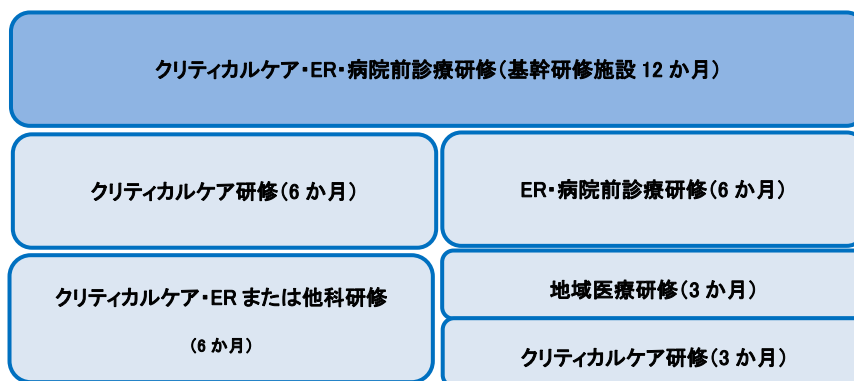 クリティカルケア・ER・病院前診療研修(基幹研修施設 12 か月)
クリティカルケア研修(6 か月)
ER・病院前診療研修(6 か月)
クリティカルケア・ER または他科研修
(6 か月)
地域医療研修(3 か月)
クリティカルケア研修(3 か月)